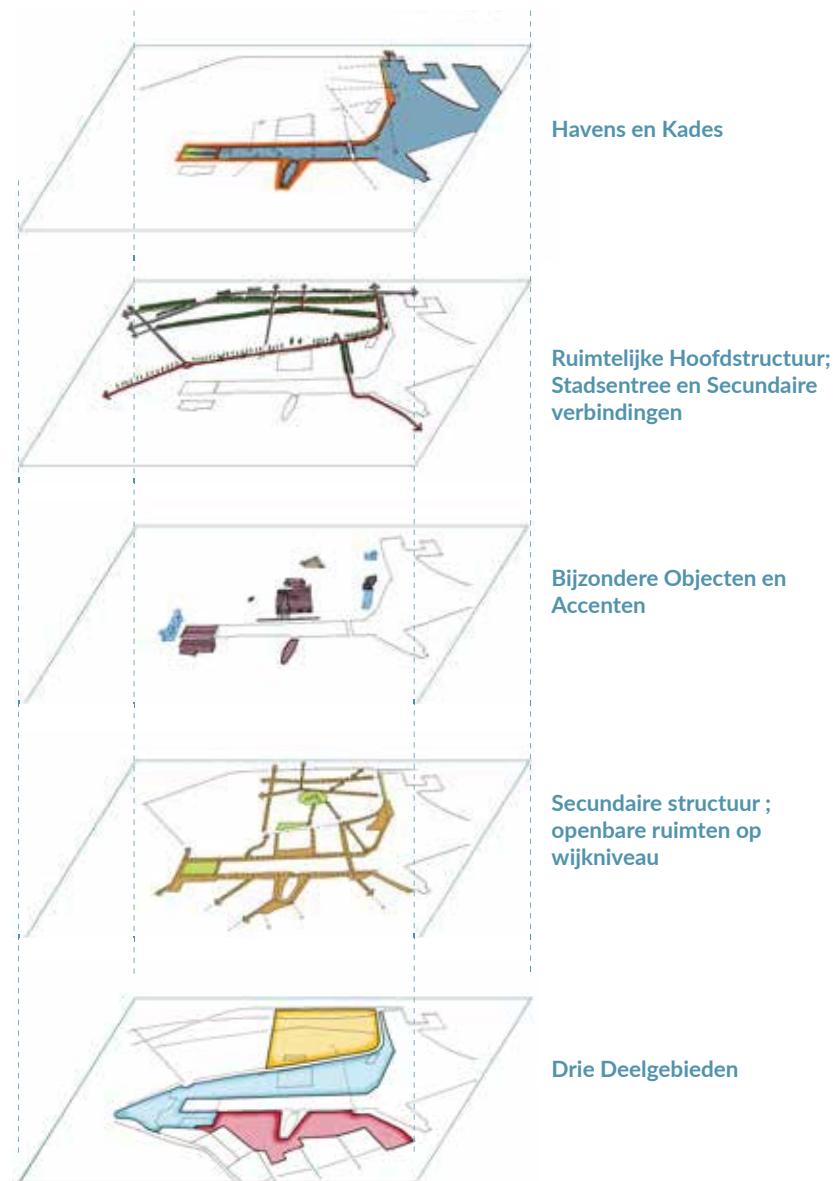 Havens en Kades
Ruimtelijke Hoofdstructuur;
Stadsentree en Secundaire
verbindingen
Bijzondere Objecten en
Accenten
Secundaire structuur ;
openbare ruimten op
wijkniveau
Drie Deelgebieden